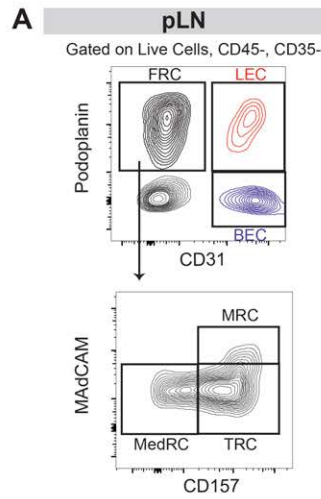 A
pLN
Gated on Live Cells, CD45-, CD35-
FRC LEC
Podoplanin
BEC
CD31
MRC
MAdCAM
MedRC TRC
CD157